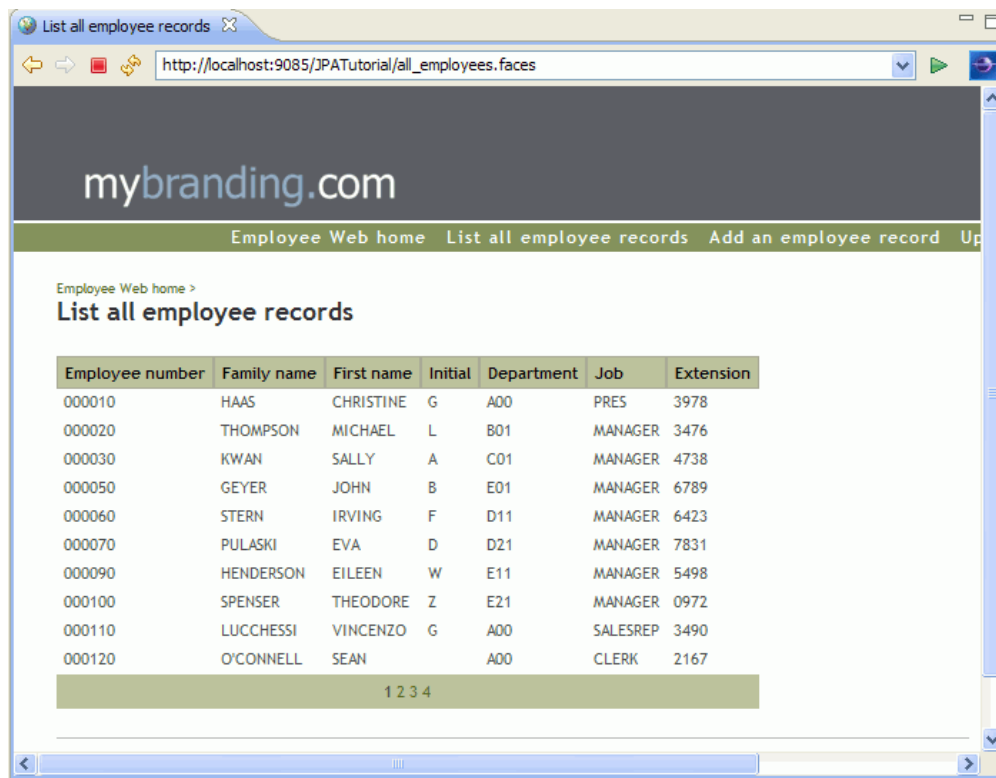 List all employee records
http://localhost:9085/JPATutorial/all_employees.faces
mybranding.com
Employee Web home List all employee records Add an employee record Up
Employee Web home >
List all employee records
Employee number Family name First name Initial Department Job Extension
000010 HAAS CHRISTINE G A00 PRES 3978
000020 THOMPSON MICHAEL L B01 MANAGER 3476
000030 KWAN SALLY A C01 MANAGER 4738
000050 GEYER JOHN B E01 MANAGER 6789
000060 STERN IRVING F D11 MANAGER 6423
000070 PULASKI EVA D D21 MANAGER 7831
000090 HENDERSON EILEEN W E11 MANAGER 5498
000100 SPENSER THEODORE Z E21 MANAGER 0972
000110 LUCCHESSI VINCENZO G A00 SALESREP 3490
000120 O'CONNELL SEAN A00 CLERK 2167
1 2 3 4